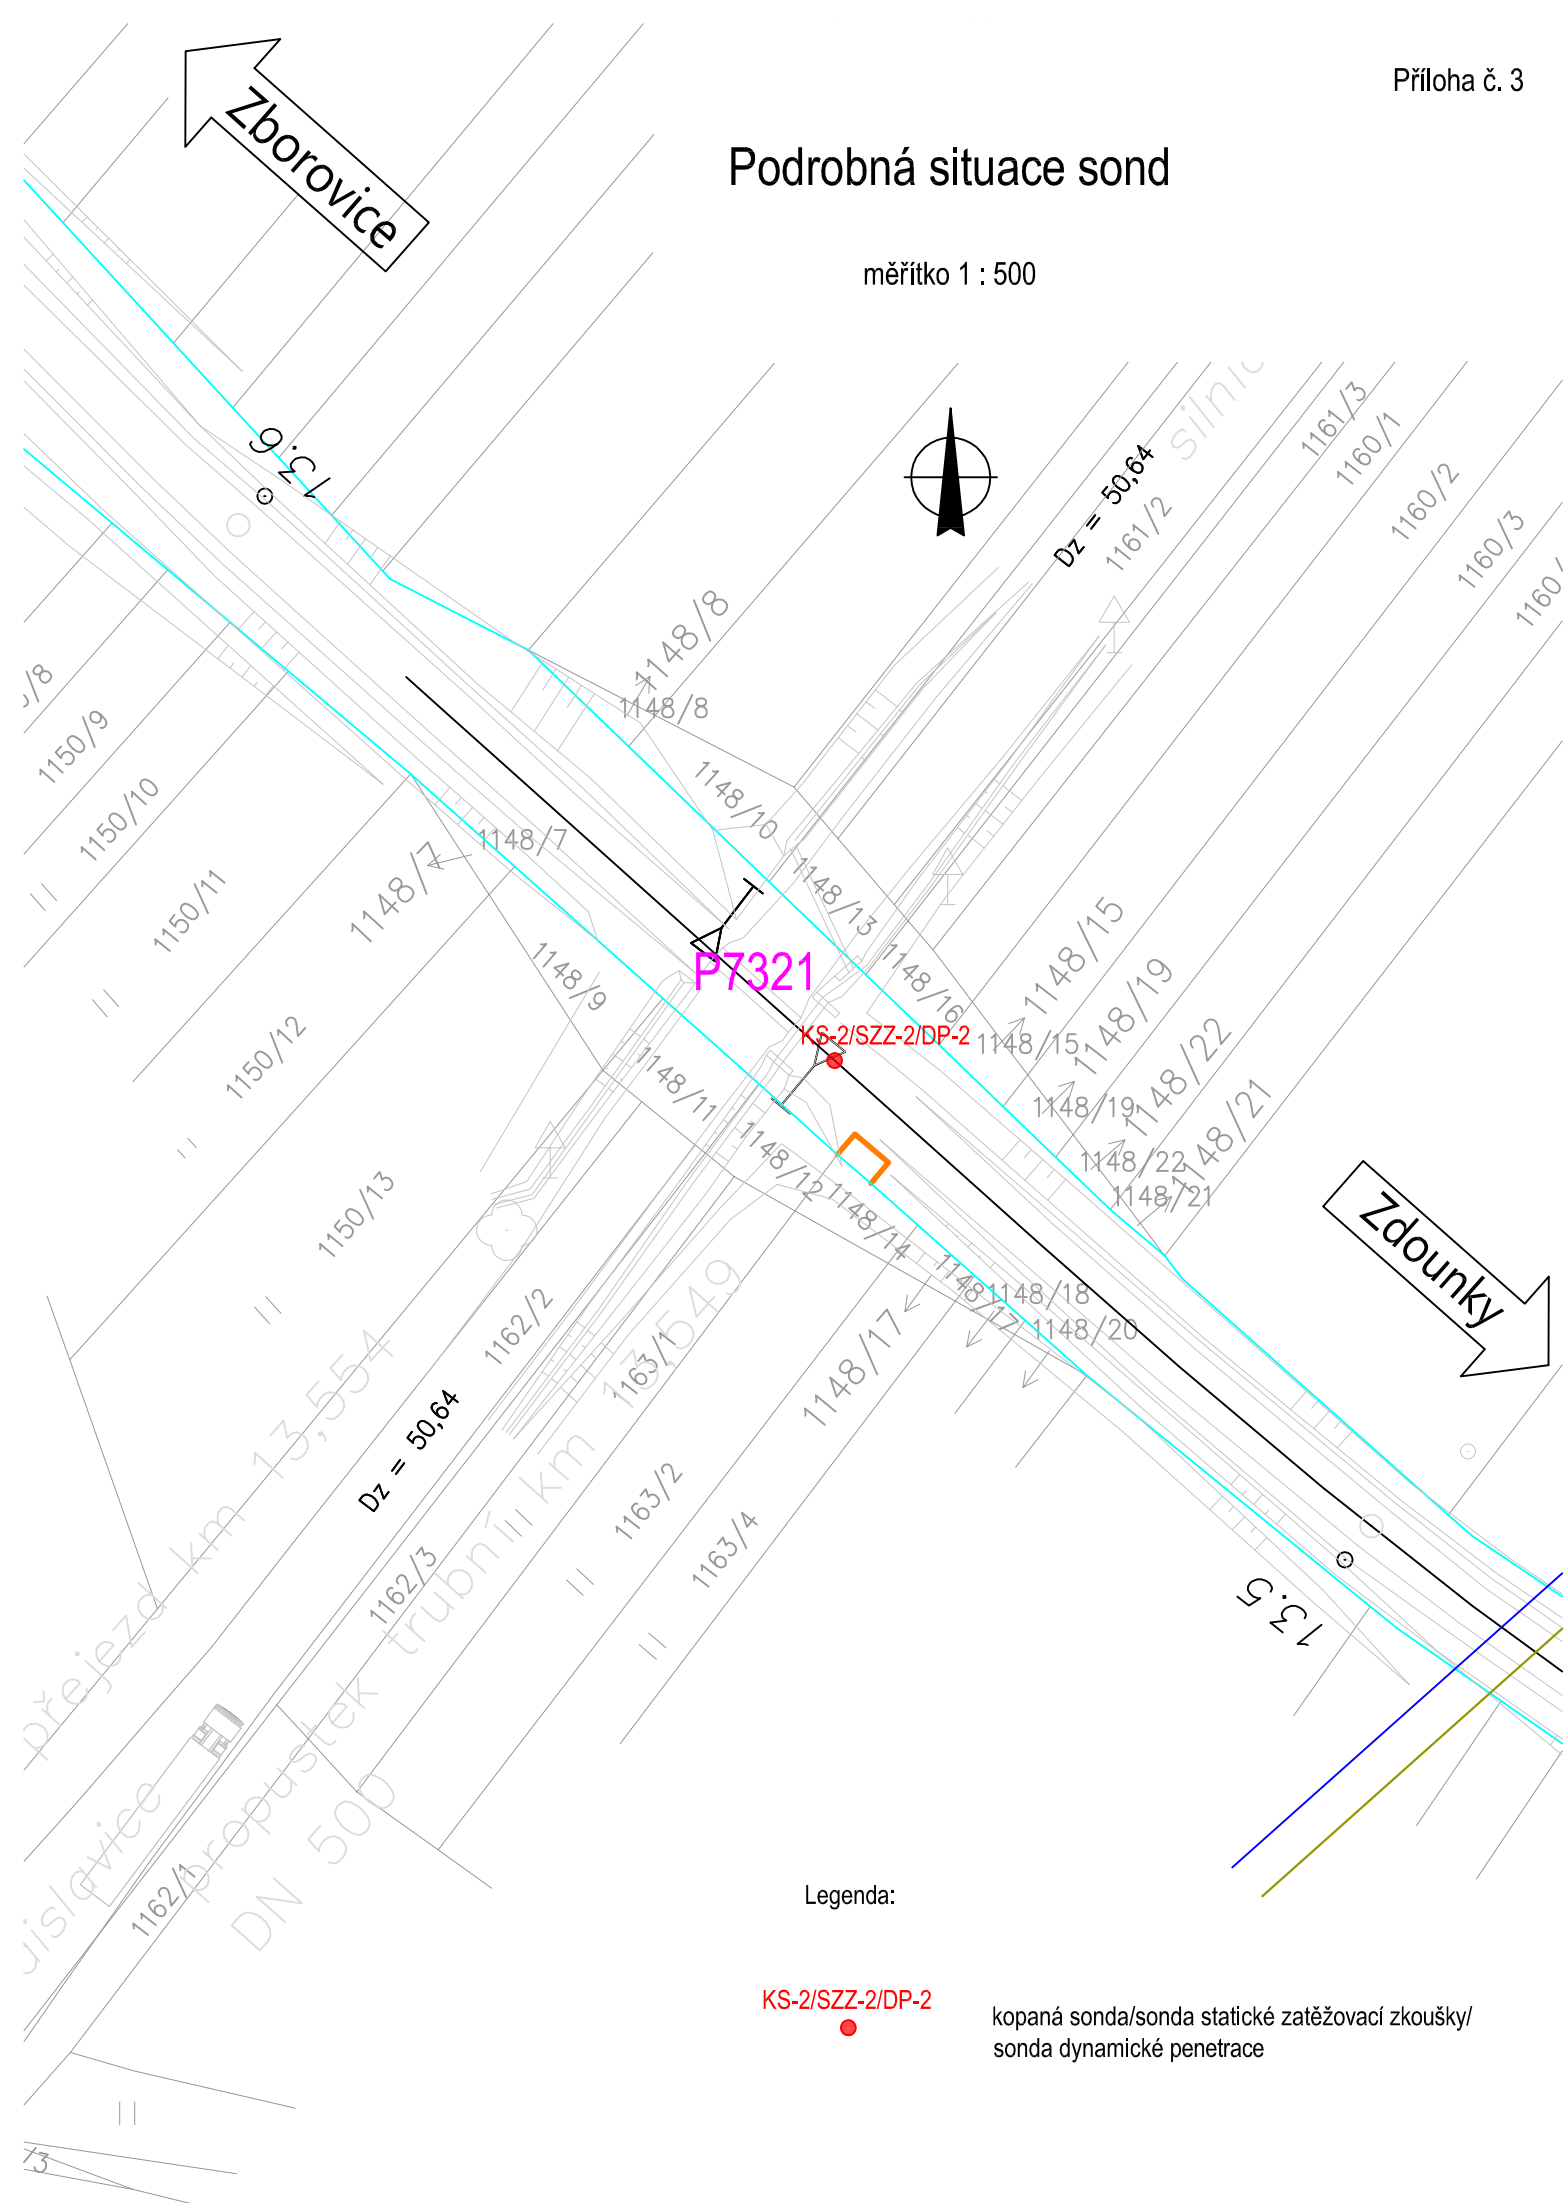 Příloha č. 3
Zborovice
Podrobná situace sond
měřítko 1 : 500
13.6
Dz = 50,64
1161/3
1160/1
1160/2
1160/3
1161/2
1148/8
1148/8
1150/9
1150/10
1150/11
1150/12
1150/13
1148/7
1148/7
1148/10
1148/13
1148/9
1148/16
1148/15
1148/15
1148/19
1148/19
1148/22
1148/22
1148/21
1148/21
P7321
KS-2/SZZ-2/DP-2
1148/11
1148/12
1148/14
1148/17
1148/18
1148/20
1148/17
Zdounky
1162/2
1163/1
Dz = 50,64
přejezd km 13,554
propustek trubní km 13,549
DN 500
1163/2
1163/4
1162/3
1162/1
13.5
Legenda:
KS-2/SZZ-2/DP-2
kopaná sonda/sonda statické zatěžovací zkoušky/
sonda dynamické penetrace